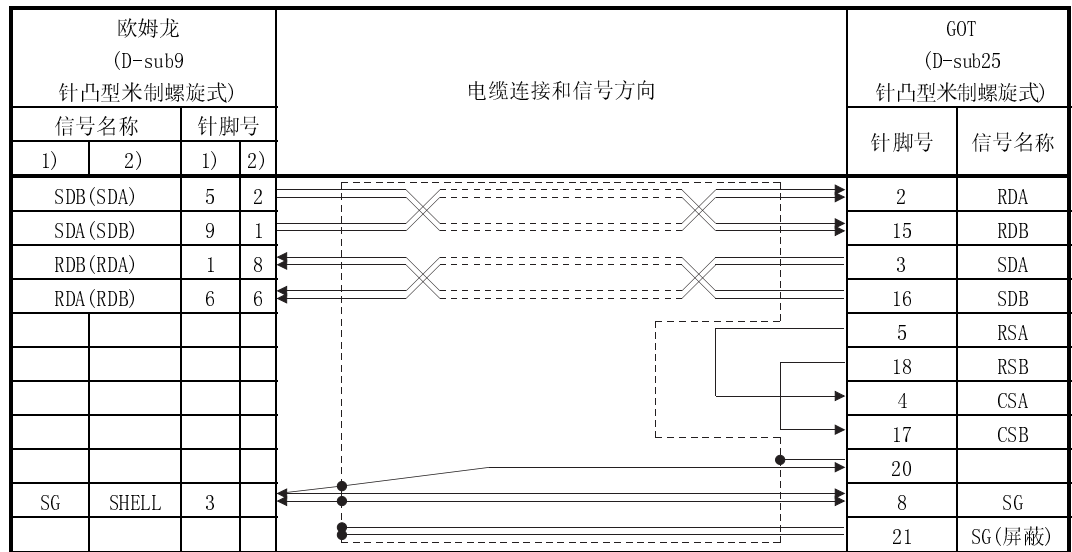 欧姆龙
(D-sub9
针凸型米制螺旋式)
电缆连接和信号方向
GOT
(D-sub25
针凸型米制螺旋式)
信号名称 针脚号
针脚号 信号名称
1) 2) 1) 2)
SDB(SDA) 5 2 2 RDA
SDA(SDB) 9 1 15 RDB
RDB(RDA) 1 8 3 SDA
RDA(RDB) 6 6 16 SDB
5 RSA
18 RSB
4 CSA
17 CSB
20
SG SHELL 3 8 SG
21 SG(屏蔽)